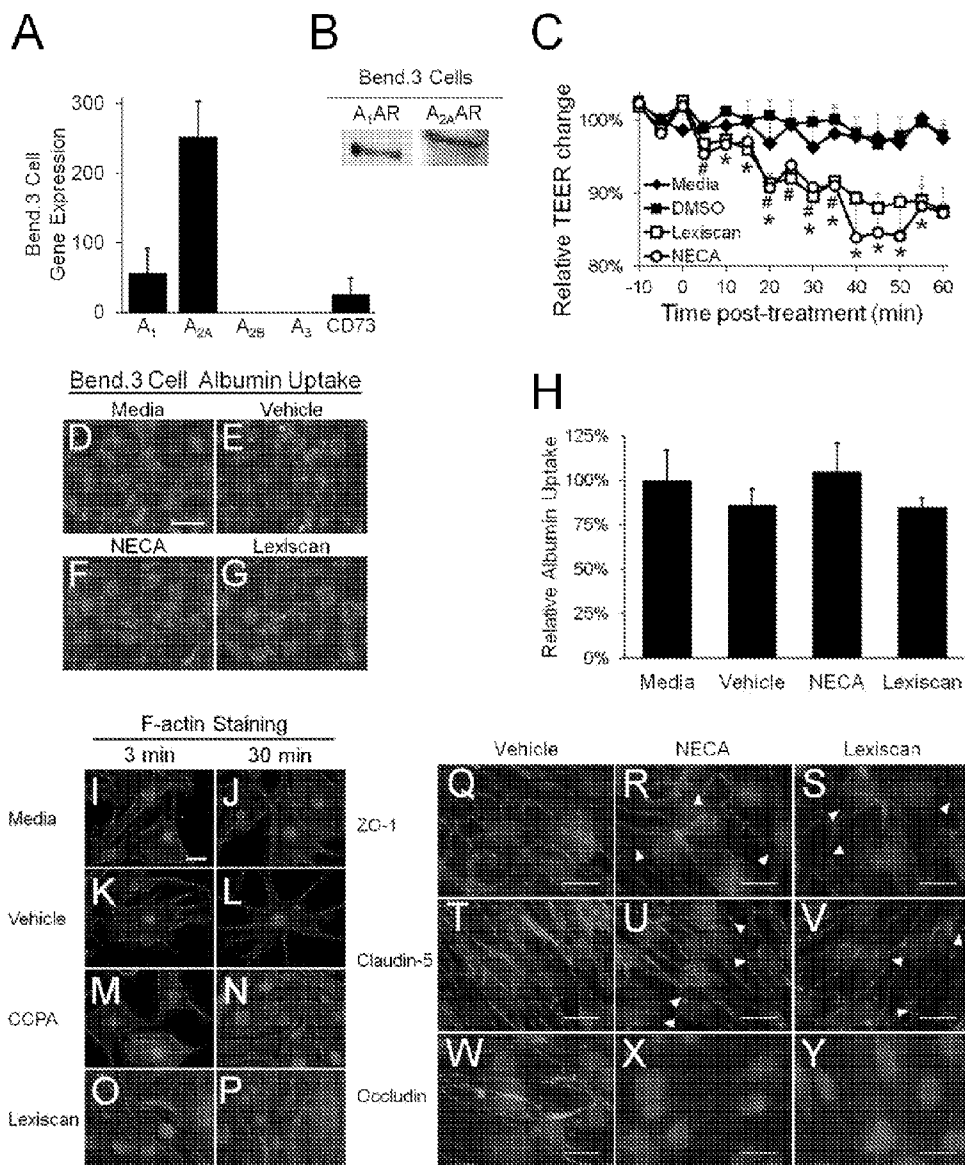 A
Bend.3 Cell
Gene Expression
300
200
100
0
A1 A2A A2B A3 CD73
B
Bend.3 Cells
A1AR A2AAR
C
Relative TEER change
100%
90%
80%
Media
DMSO
Lexiscan
NECA
# * * # * # # * # * * * * *
-10 0 10 20 30 40 50 60
Time post-treatment (min)
Bend.3 Cell Albumin Uptake
Media Vehicle
D E
NECA Lexiscan
F G
H
Relative Albumin Uptake
125%
100%
75%
50%
25%
0%
Media Vehicle NECA Lexiscan
F-actin Staining
3 min 30 min
Media I J
Vehicle K L
CCPA M N
Lexiscan O P
Vehicle NECA Lexiscan
ZO-1 Q R S
Claudin-5 T U V
Occludin W X Y